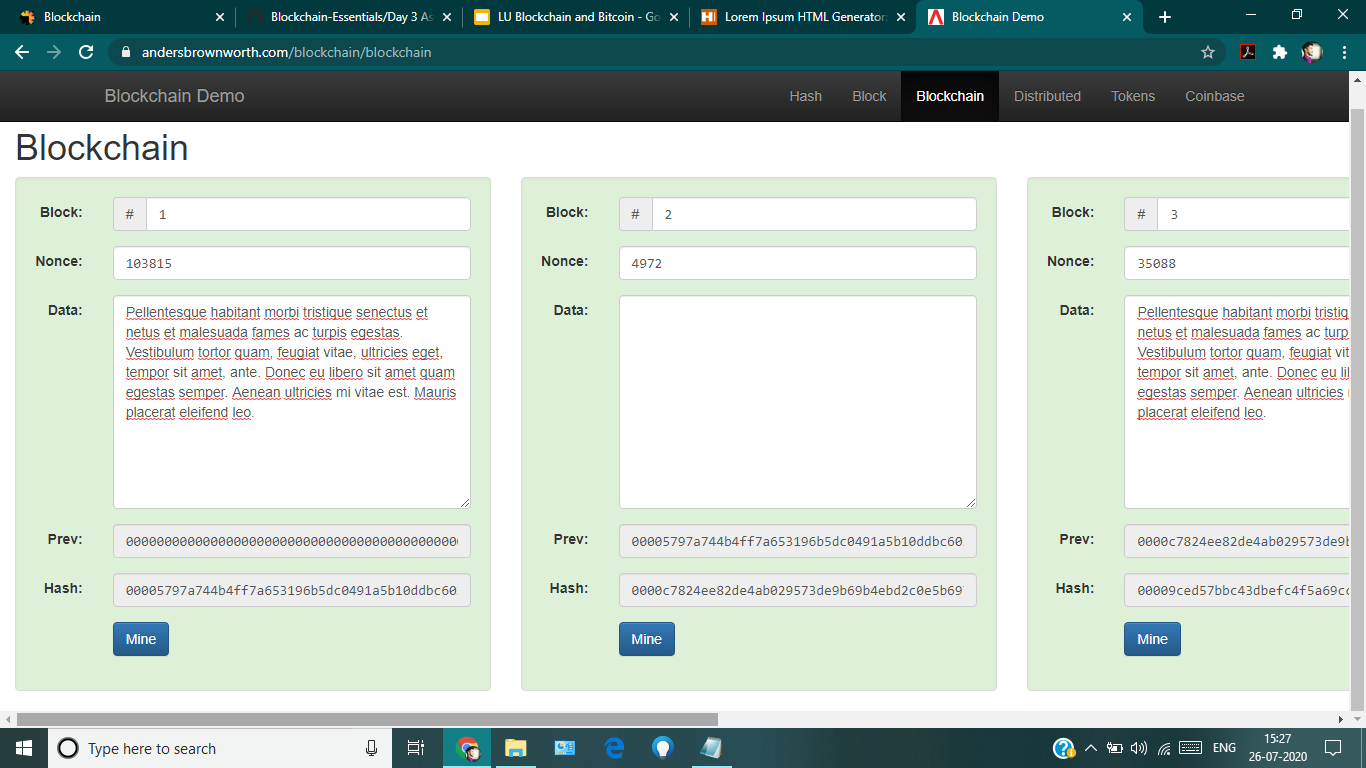 Blockchain
Blockchain-Essentials/Day 3 As
LU Blockchain and Bitcoin - Go
Lorem Ipsum HTML Generator
Blockchain Demo
andersbrownworth.com/blockchain/blockchain
Blockchain Demo
Hash
Block
Blockchain
Distributed
Tokens
Coinbase
Blockchain
Block:
# 1
Nonce:
103815
Data:
Pellentesque habitant morbi tristique senectus et
netus et malesuada fames ac turpis egestas.
Vestibulum tortor quam, feugiat vitae, ultricies eget,
tempor sit amet, ante. Donec eu libero sit amet quam
egestas semper. Aenean ultricies mi vitae est. Mauris
placerat eleifend leo.
Prev:
Hash:
00005797a744b4ff7a653196b5dc0491a5b10ddbc60
Mine
Block:
# 2
Nonce:
4972
Data:
Prev:
00005797a744b4ff7a653196b5dc0491a5b10ddbc60
Hash:
0000c7824ee82de4ab029573de9b69b4ebd2c0e5b69
Mine
Block:
# 3
Nonce:
35088
Data:
Pellentesque habitant morbi tristiq
netus et malesuada fames ac turp
Vestibulum tortor quam, feugiat vit
tempor sit amet, ante. Donec eu li
egestas semper. Aenean ultricies
placerat eleifend leo.
Prev:
0000c7824ee82de4ab029573de9b
Hash:
00009ced57bbc43dbefc4f5a69cc
Mine
Type here to search
ENG
15:27
26-07-2020